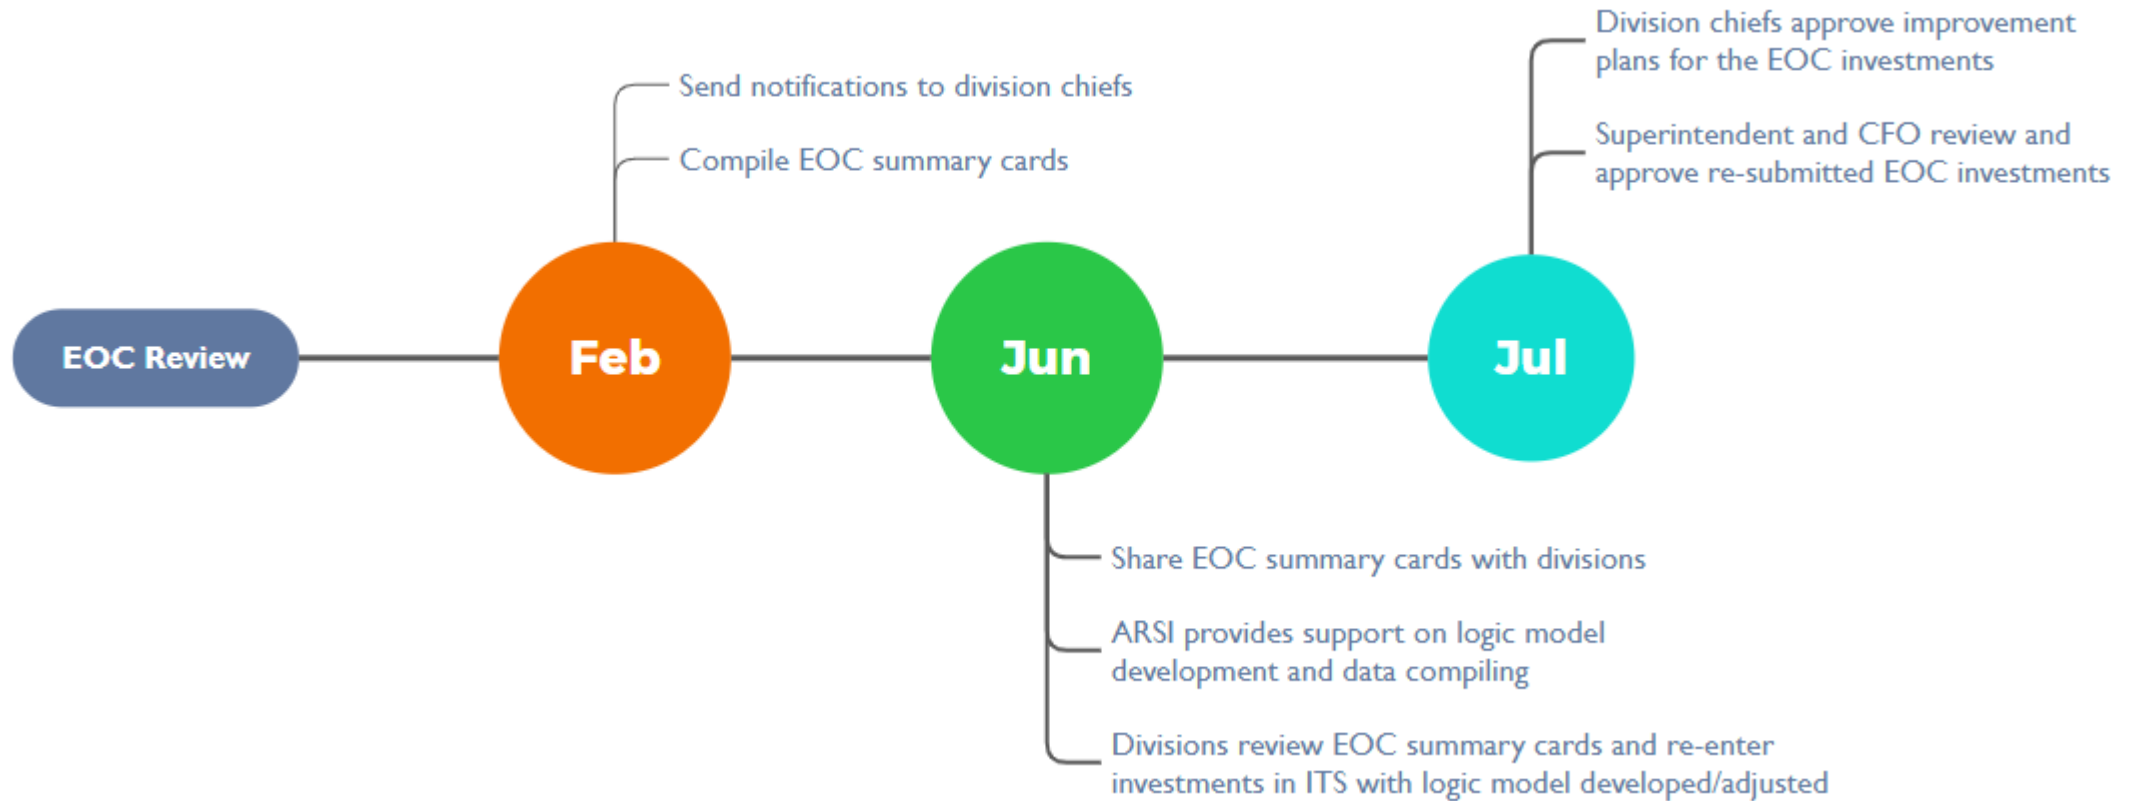 EOC Review
Feb
Send notifications to division chiefs
Compile EOC summary cards
Jun
Share EOC summary cards with divisions
ARSI provides support on logic model
development and data compiling
Divisions review EOC summary cards and re-enter
investments in ITS with logic model developed/adjusted
Jul
Division chiefs approve improvement
plans for the EOC investments
Superintendent and CFO review and
approve re-submitted EOC investments